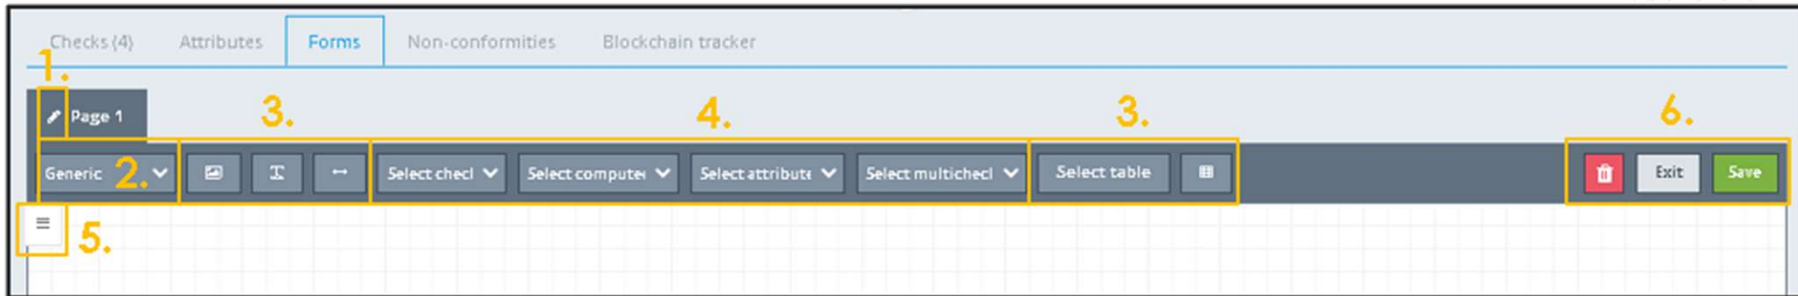 Checks (4) Attributes Forms Non-conformities Blockchain tracker
1.
Page 1 3. 4. 3. 6.
Generic 2. Select checl Select compute Select attribute Select multichecl Select table Exit Save
5.